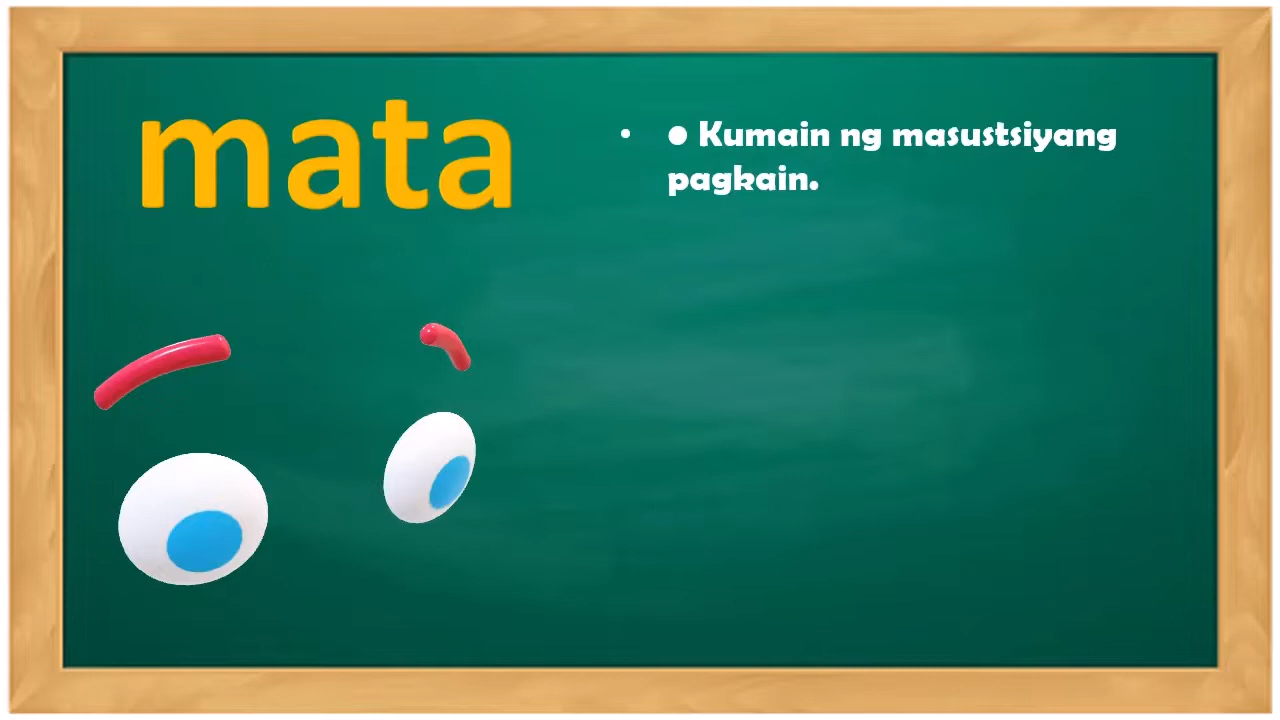 mata
• ● Kumain ng masustsiyang
pagkain.